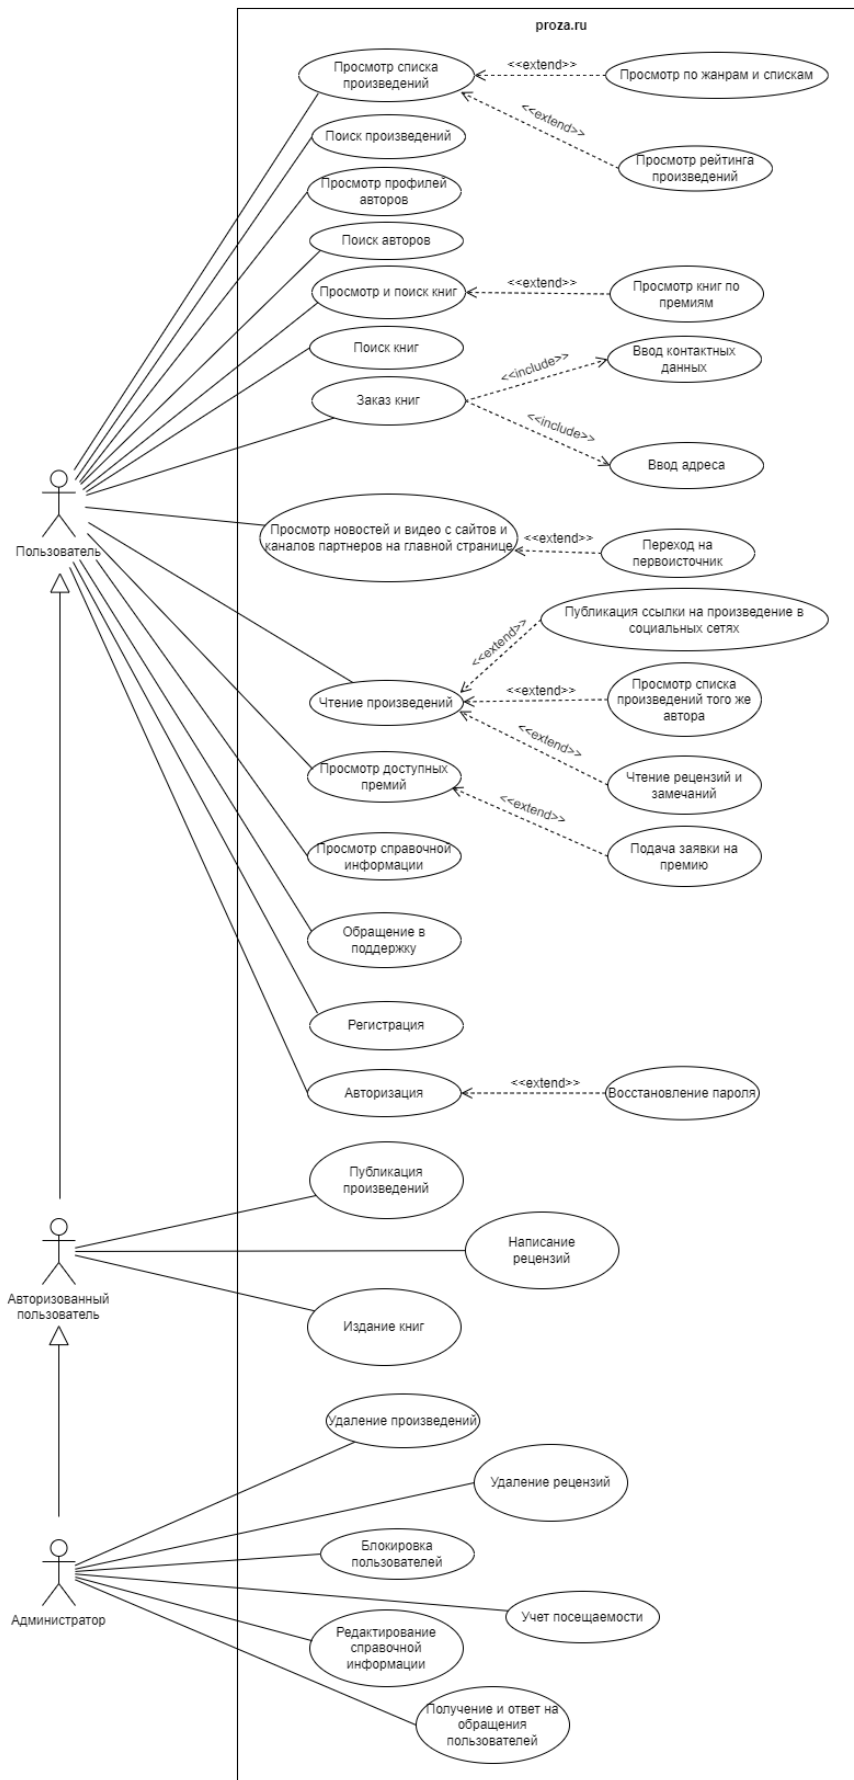 proza.ru
Просмотр списка
произведений
<<extend>>
Просмотр по жанрам и спискам
<<extend>>
Поиск произведений
Просмотр рейтинга
произведений
Просмотр профилей
авторов
Поиск авторов
Просмотр и поиск книг
<<extend>>
Просмотр книг по
премиям
Поиск книг
<<include>>
Ввод контактных
данных
Заказ книг
<<include>>
Ввод адреса
Пользователь
Просмотр новостей и видео с сайтов и
каналов партнеров на главной странице
<<extend>>
Переход на
первоисточник
Публикация ссылки на произведение в
социальных сетях
<<extend>>
Чтение произведений
<<extend>>
Просмотр списка
произведений того же
автора
<<extend>>
Чтение рецензий и
замечаний
Просмотр доступных
премий
<<extend>>
Подача заявки на
премию
Просмотр справочной
информации
Обращение в
поддержку
Регистрация
Авторизация
<<extend>>
Восстановление пароля
Публикация
произведений
Написание
рецензий
Авторизованный
пользователь
Издание книг
Удаление произведений
Удаление рецензий
Блокировка
пользователей
Администратор
Учет посещаемости
Редактирование
справочной
информации
Получение и ответ на
обращения
пользователей